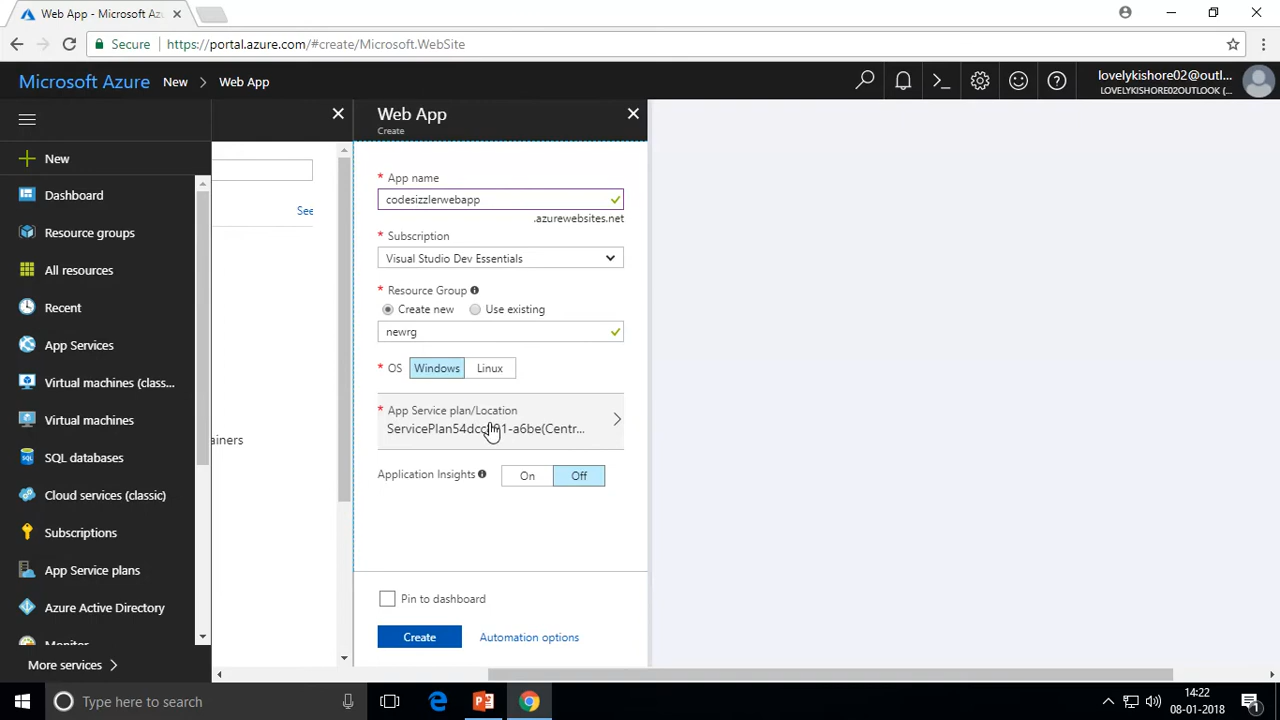 Web App - Microsoft Az
Secure
https://portal.azure.com/#create/Microsoft.WebSite
Microsoft Azure
New
Web App
lovelykishore02@outl...
LOVELYKISHORE02OUTLOOK (...
New
Dashboard
Resource groups
All resources
Recent
App Services
Virtual machines (class...
Virtual machines
SQL databases
Cloud services (classic)
Subscriptions
App Service plans
Azure Active Directory
Monitor
More services
See
ainers
Web App
Create
* App name
codesizzlerwebapp
.azurewebsites.net
* Subscription
Visual Studio Dev Essentials
* Resource Group
Create new Use existing
newrg
* OS Windows Linux
* App Service plan/Location
(Centr...
Application Insights On Off
Pin to dashboard
Create Automation options
Type here to search
14:22
08-01-2018